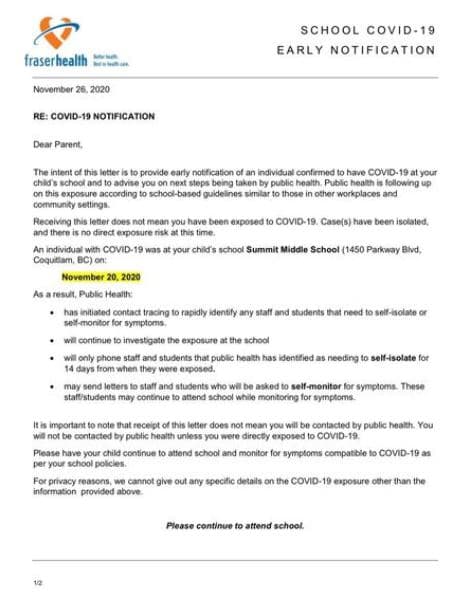 SCHOOL COVID-19
EARLY NOTIFICATION
fraserhealth
Better health.
Best in health care.
November 26, 2020
RE: COVID-19 NOTIFICATION
Dear Parent,
The intent of this letter is to provide early notification of an individual confirmed to have COVID-19 at your
child's school and to advise you on next steps being taken by public health. Public health is following up
on this exposure according to school-based guidelines similar to those in other workplaces and
community settings.
Receiving this letter does not mean you have been exposed to COVID-19. Case(s) have been isolated,
and there is no direct exposure risk at this time.
An individual with COVID-19 was at your child's school Summit Middle School (1450 Parkway Blvd,
Coquitlam, BC) on:
November 20, 2020
As a result, Public Health:
• has initiated contact tracing to rapidly identify any staff and students that need to self-isolate or
self-monitor for symptoms.
• will continue to investigate the exposure at the school
• will only phone staff and students that public health has identified as needing to self-isolate for
14 days from when they were exposed.
• may send letters to staff and students who will be asked to self-monitor for symptoms. These
staff/students may continue to attend school while monitoring for symptoms.
It is important to note that receipt of this letter does not mean you will be contacted by public health. You
will not be contacted by public health unless you were directly exposed to COVID-19.
Please have your child continue to attend school and monitor for symptoms compatible to COVID-19 as
per your school policies.
For privacy reasons, we cannot give out any specific details on the COVID-19 exposure other than the
information provided above.
Please continue to attend school.
1/2